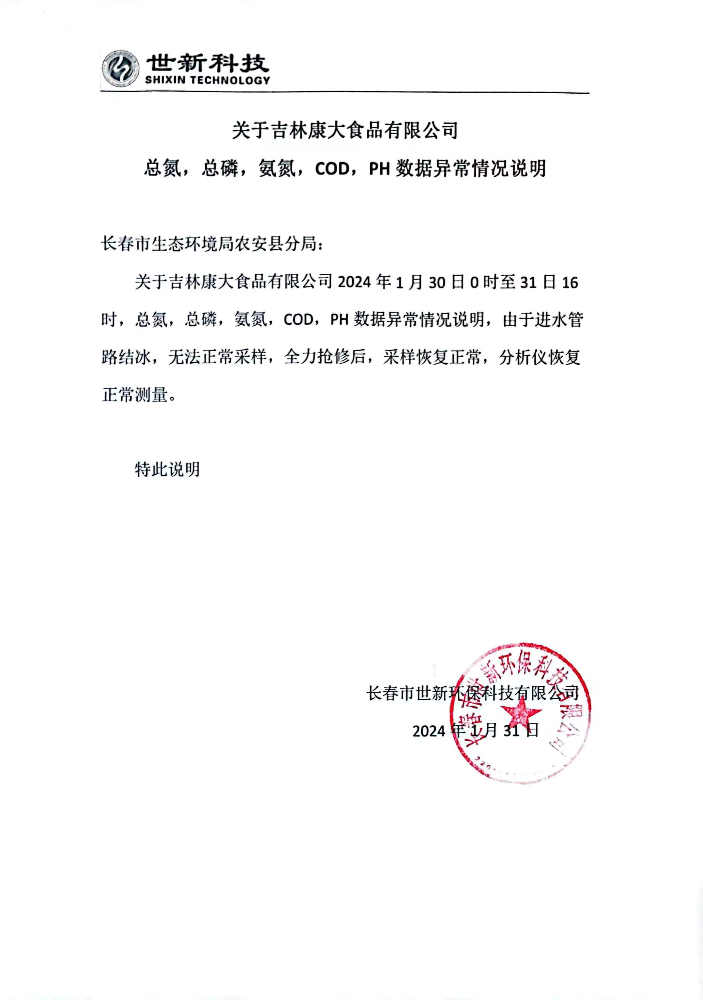 世新科技
SHIXIN TECHNOLOGY
关于吉林康大食品有限公司
总氮，总磷，氨氮，COD，PH 数据异常情况说明
长春市生态环境局农安县分局：
关于吉林康大食品有限公司 2024 年 1 月 30 日 0 时至 31 日 16
时，总氮，总磷，氨氮，COD，PH 数据异常情况说明，由于进水管
路结冰，无法正常采样，全力抢修后，采样恢复正常，分析仪恢复
正常测量。
特此说明
长春市世新环保科技有限公司
长春市世新环保科技有限公司
2024 年 1 月 31 日